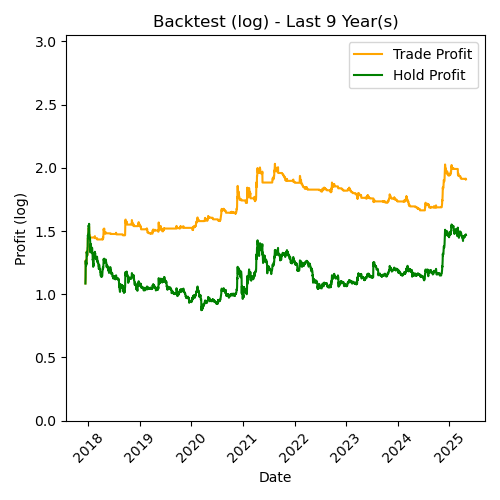 Backtest (log) - Last 9 Year(s)
Trade Profit
Hold Profit
Profit (log)
3.0
2.5
2.0
1.5
1.0
0.5
0.0
2018 2019 2020 2021 2022 2023 2024 2025
Date